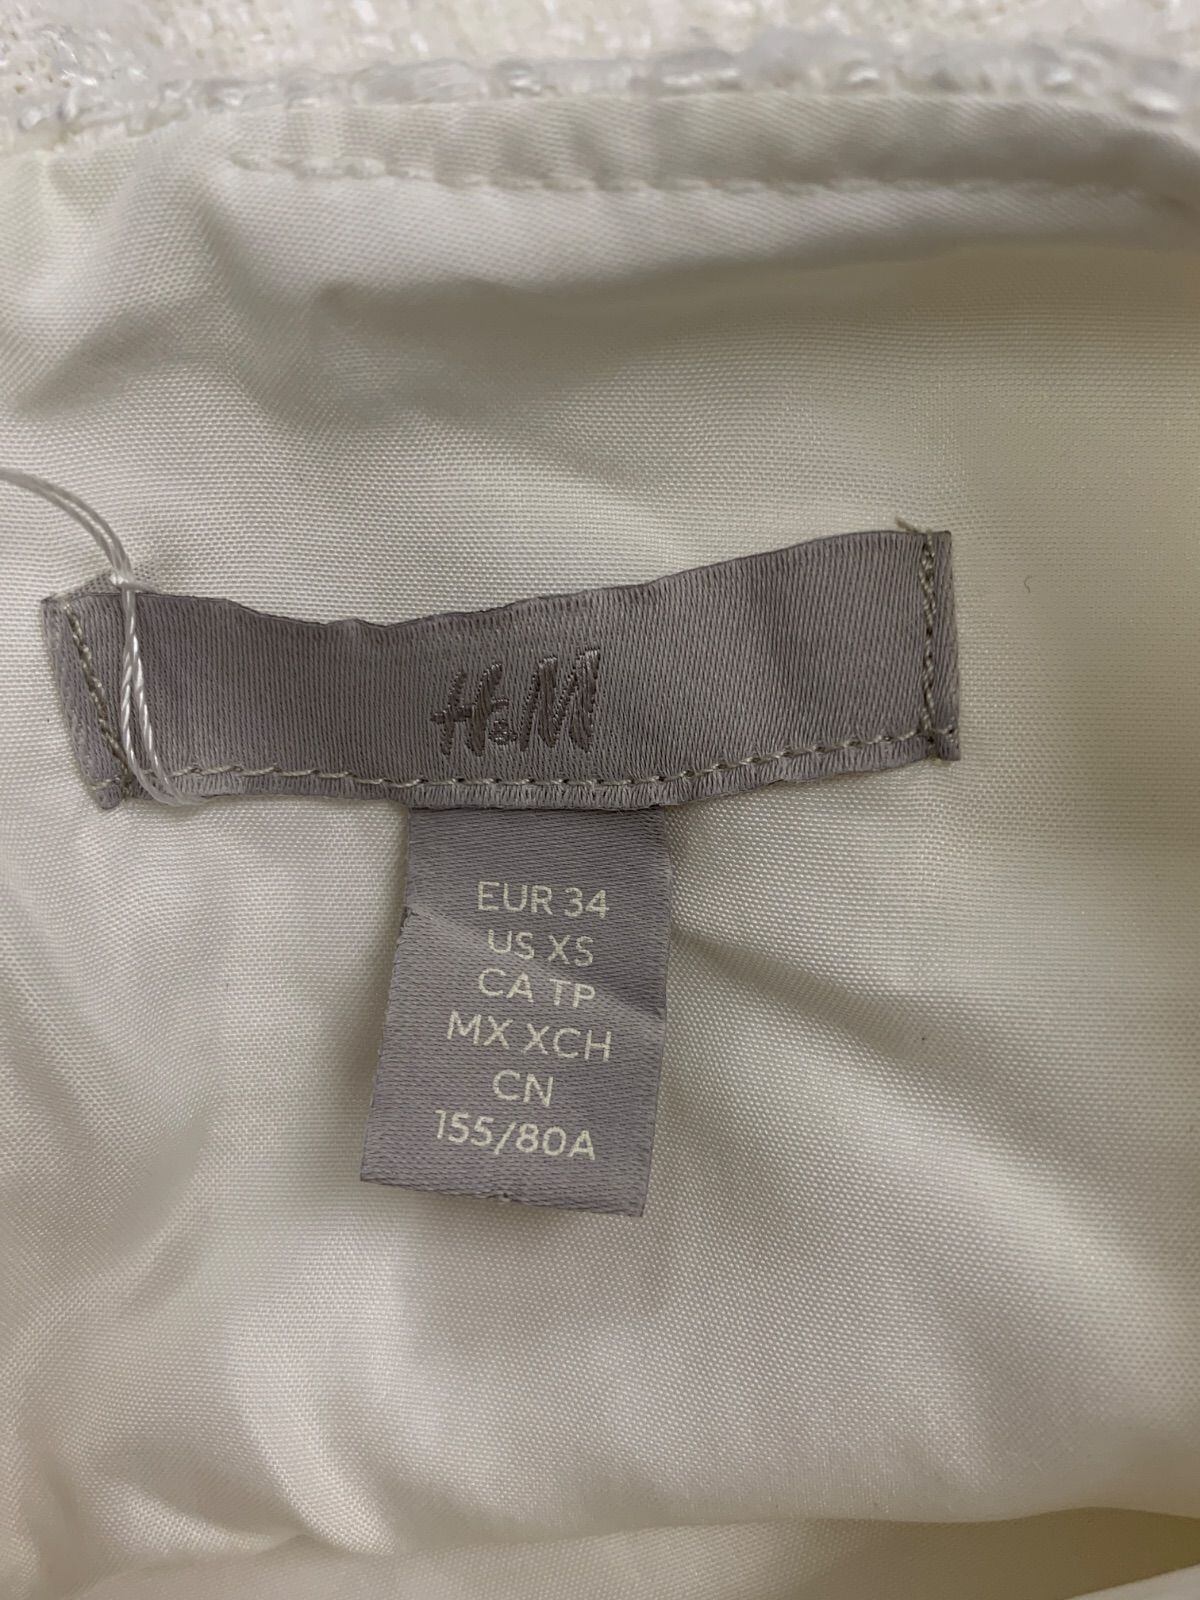 H&M
EUR 34
US XS
CA TP
MX XCH
CN
155/80A